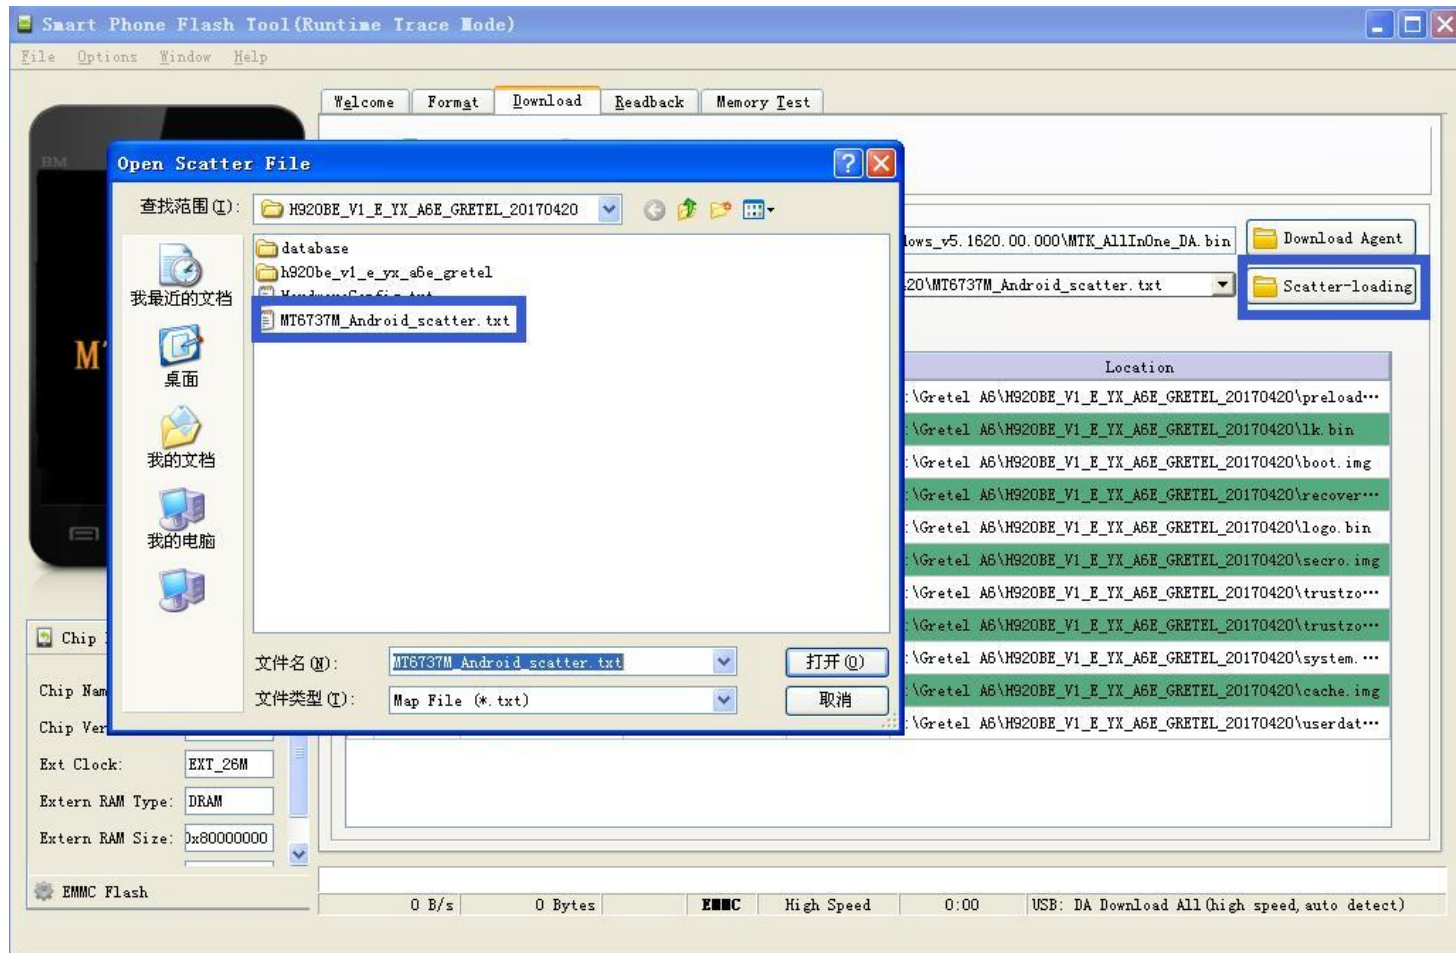 Smart Phone Flash Tool(Runtime Trace Mode)
File Options Window Help
Welcome Format Download Readback Memory Test
BM
Open Scatter File
查找范围(I): H920BE_V1_E_YX_A6E_GRETEL_20170420
database
h920be_v1_e_yx_a6e_gretel
MT6737M_Android_scatter.txt
我最近的文档
桌面
我的文档
我的电脑
文件名(N): MT6737M_Android_scatter.txt 打开(O)
文件类型(T): Map File (*.txt) 取消
lows_v5.1620.00.000\MTK_AllInOne_DA.bin Download Agent
20\MT6737M_Android_scatter.txt Scatter-loading
Location
:\Gretel A6\H920BE_V1_E_YX_A6E_GRETEL_20170420\preload···
:\Gretel A6\H920BE_V1_E_YX_A6E_GRETEL_20170420\lk.bin
:\Gretel A6\H920BE_V1_E_YX_A6E_GRETEL_20170420\boot.img
:\Gretel A6\H920BE_V1_E_YX_A6E_GRETEL_20170420\recover···
:\Gretel A6\H920BE_V1_E_YX_A6E_GRETEL_20170420\logo.bin
:\Gretel A6\H920BE_V1_E_YX_A6E_GRETEL_20170420\secro.img
:\Gretel A6\H920BE_V1_E_YX_A6E_GRETEL_20170420\trustzo···
:\Gretel A6\H920BE_V1_E_YX_A6E_GRETEL_20170420\trustzo···
:\Gretel A6\H920BE_V1_E_YX_A6E_GRETEL_20170420\system.···
:\Gretel A6\H920BE_V1_E_YX_A6E_GRETEL_20170420\cache.img
:\Gretel A6\H920BE_V1_E_YX_A6E_GRETEL_20170420\userdat···
M
Chip
Chip Nam
Chip Ver
Ext Clock: EXT_26M
Extern RAM Type: DRAM
Extern RAM Size: 0x80000000
EMMC Flash
0 B/s 0 Bytes EMMC High Speed 0:00 USB: DA Download All(high speed,auto detect)